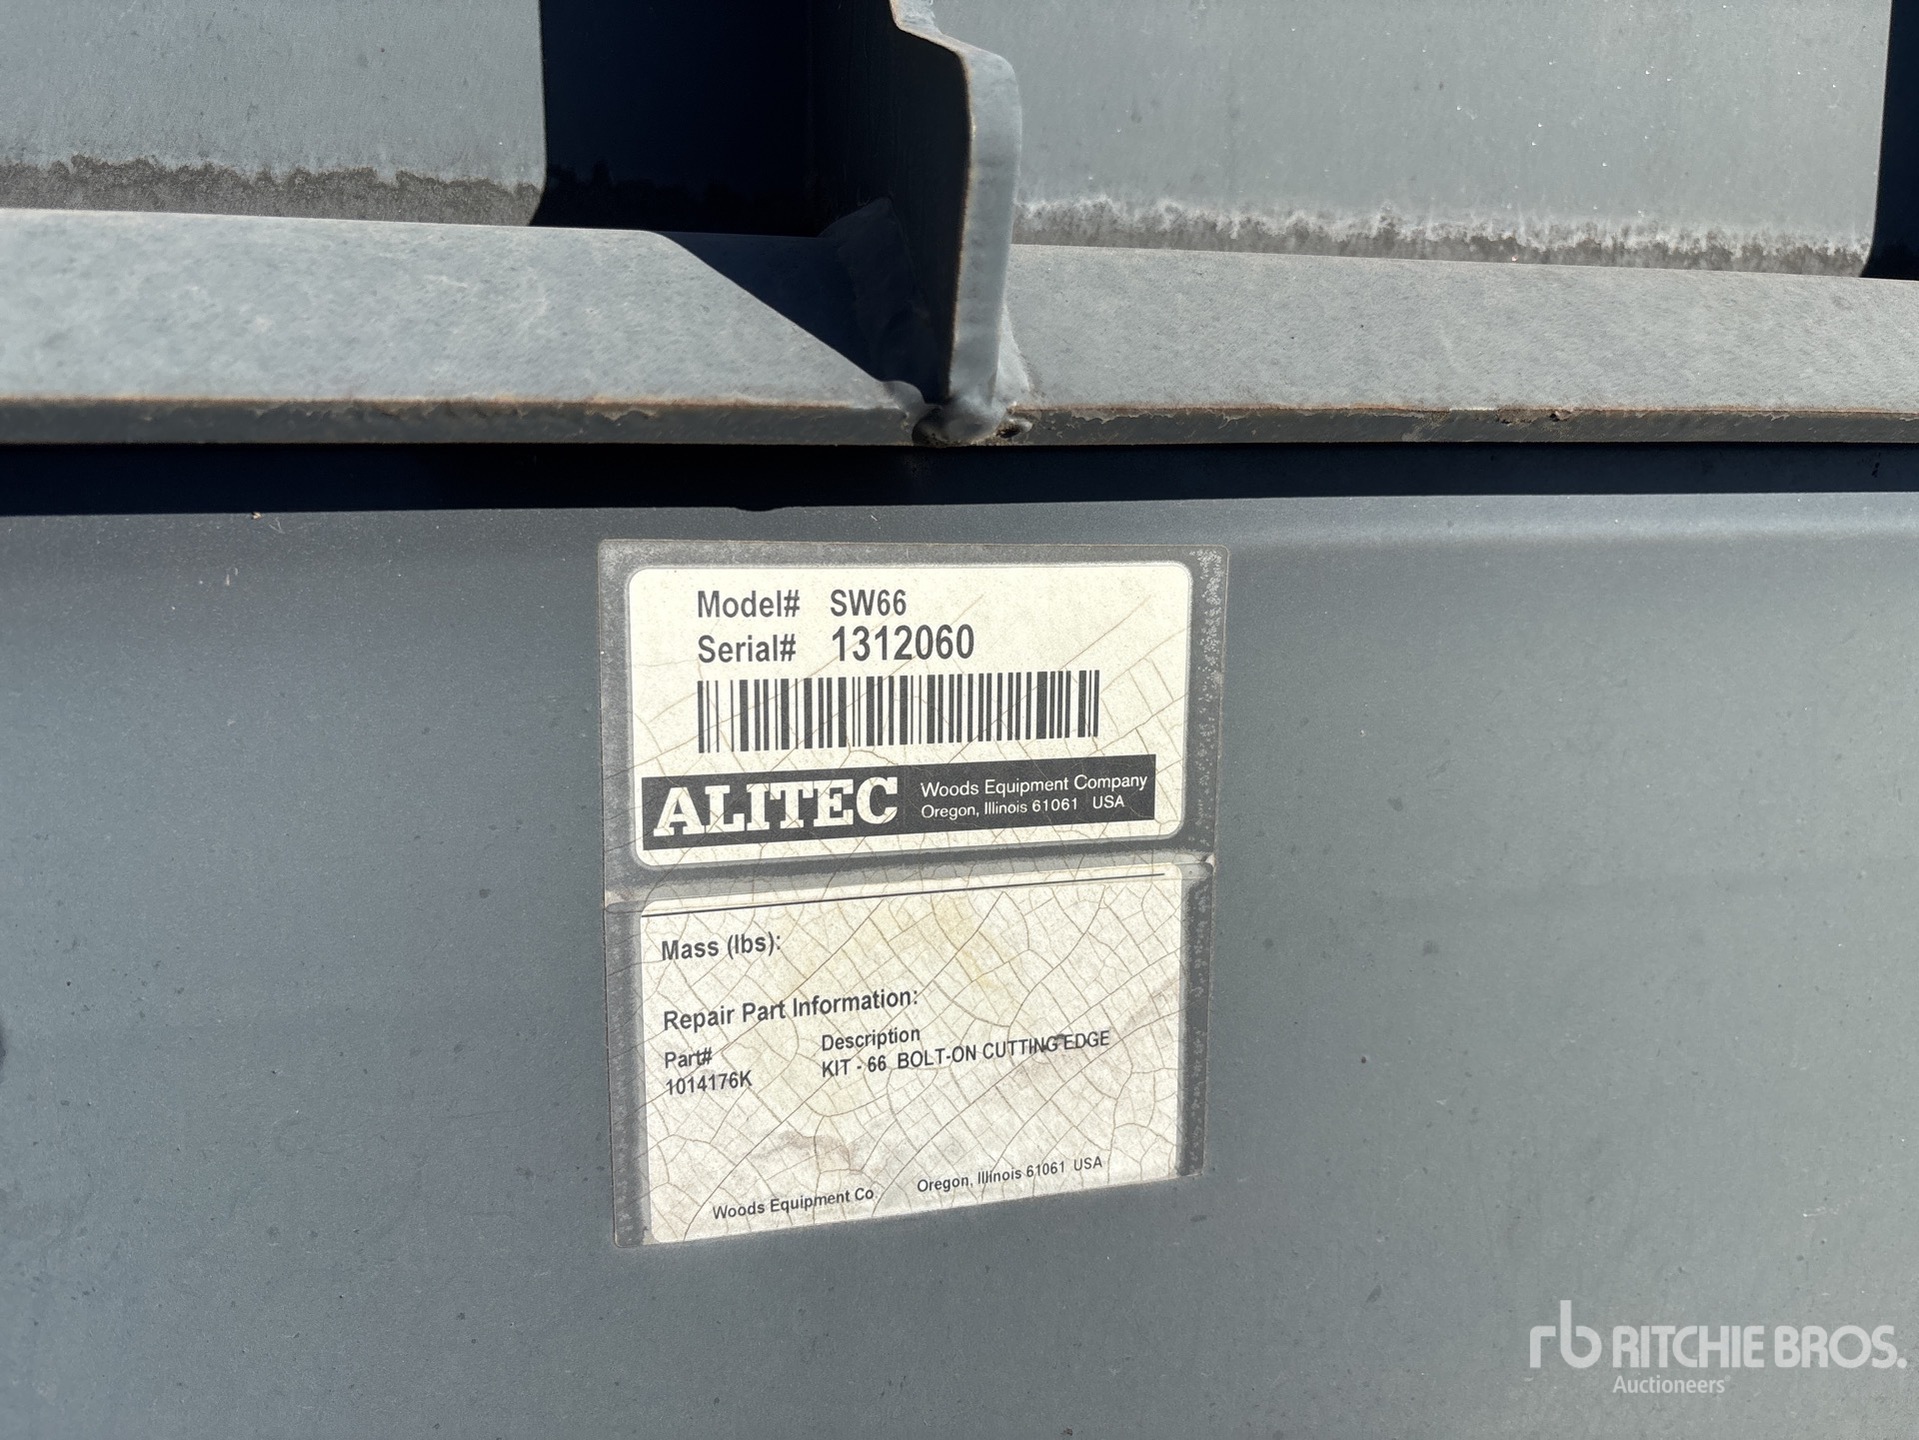 Model# SW66
Serial# 1312060
ALITEC Woods Equipment Company
Oregon, Illinois 61061 USA
Mass (lbs):
Repair Part Information:
Part# Description
1014176K KIT - 66 BOLT-ON CUTTING EDGE
Woods Equipment Co. Oregon, Illinois 61061 USA
rb RITCHIE BROS.
Auctioneers